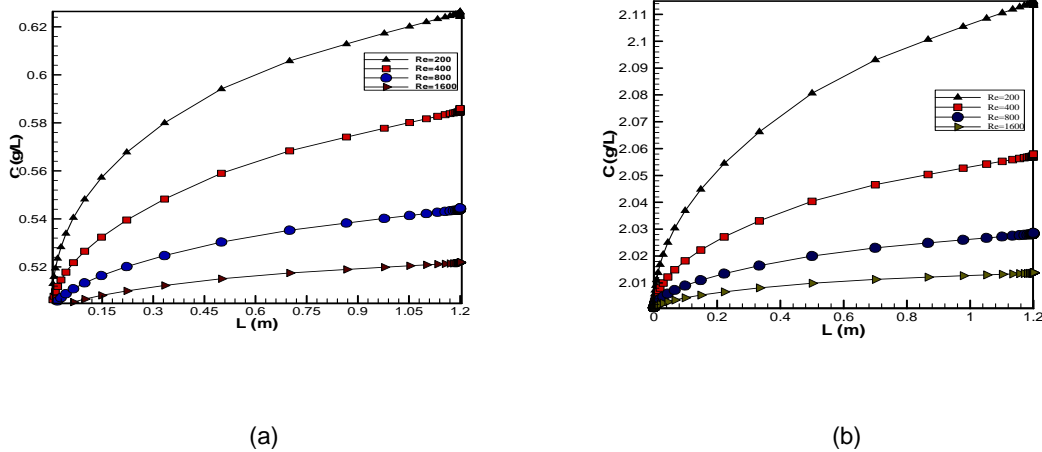 0.62
0.6
0.58
0.56
0.54
0.52
C (g/L)
0.15 0.3 0.45 0.6 0.75 0.9 1.05 1.2
L (m)
Re=200
Re=400
Re=800
Re=1600
(a)
2.11
2.1
2.09
2.08
2.07
2.06
2.05
2.04
2.03
2.02
2.01
C (g/L)
0 0.2 0.4 0.6 0.8 1 1.2
L (m)
Re=200
Re=400
Re=800
Re=1600
(b)